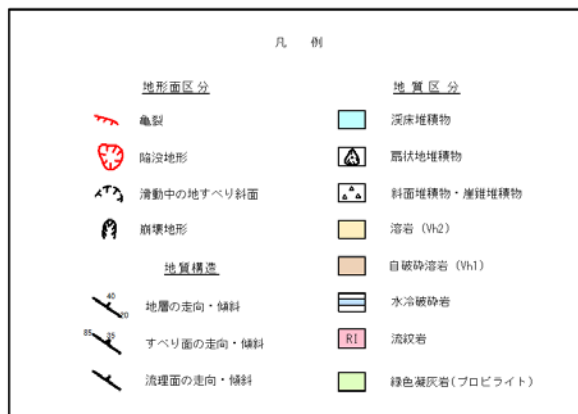 凡 例
地形面区分
亀裂
陥没地形
滑動中の地すべり斜面
崩壊地形
地質構造
40
20
地層の走向・傾斜
85 35
すべり面の走向・傾斜
流理面の走向・傾斜
地質区分
渓床堆積物
扇状地堆積物
斜面堆積物・崖錐堆積物
溶岩 (Vh2)
自破砕溶岩 (Vh1)
水冷破砕岩
RI
流紋岩
緑色凝灰岩(プロピライト)